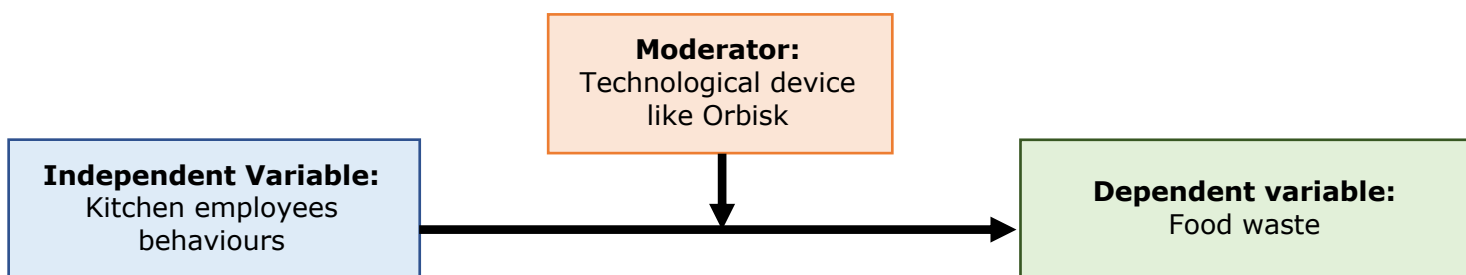 Moderator:
Technological device
like Orbisk
Independent Variable:
Kitchen employees
behaviours
Dependent variable:
Food waste